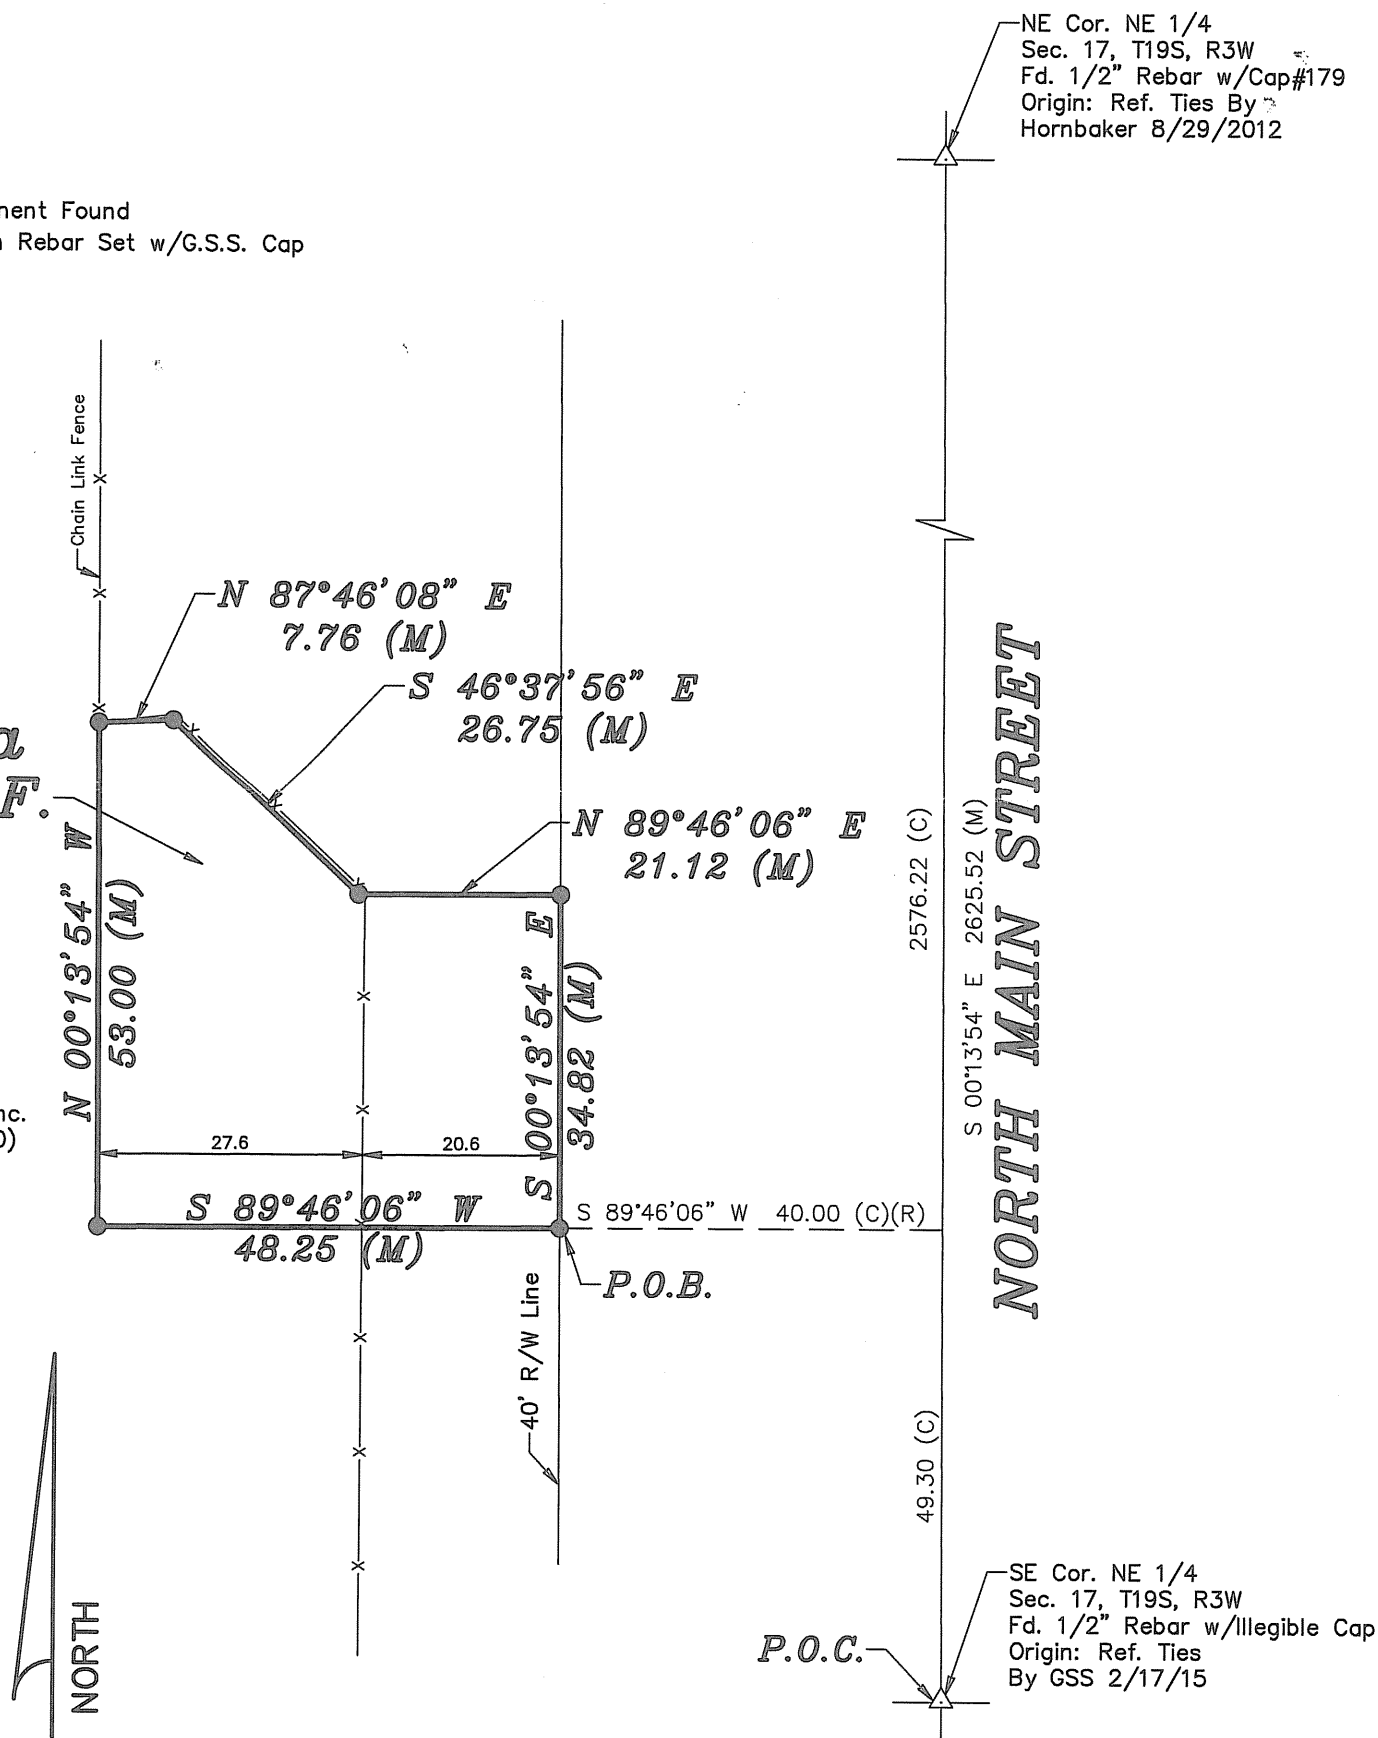 NE Cor. NE 1/4
Sec. 17, T19S, R3W
Fd. 1/2" Rebar w/Cap#179
Origin: Ref. Ties By
Hornbaker 8/29/2012
Found
Rebar Set w/G.S.S. Cap
Chain Link Fence
N 87°46'08" E
7.76 (M)
S 46°37'56" E
26.75 (M)
F.
N 89°46'06" E
21.12 (M)
N 00°13'54" W
53.00 (M)
S 00°13'54" E
34.82 (M)
2576.22 (C)
S 00°13'54" E 2625.52 (M)
NORTH MAIN STREET
27.6
20.6
S 89°46'06" W
48.25 (M)
S 89°46'06" W 40.00 (C)(R)
P.O.B.
40' R/W Line
49.30 (C)
NORTH
SE Cor. NE 1/4
Sec. 17, T19S, R3W
Fd. 1/2" Rebar w/Illegible Cap
Origin: Ref. Ties
By GSS 2/17/15
P.O.C.